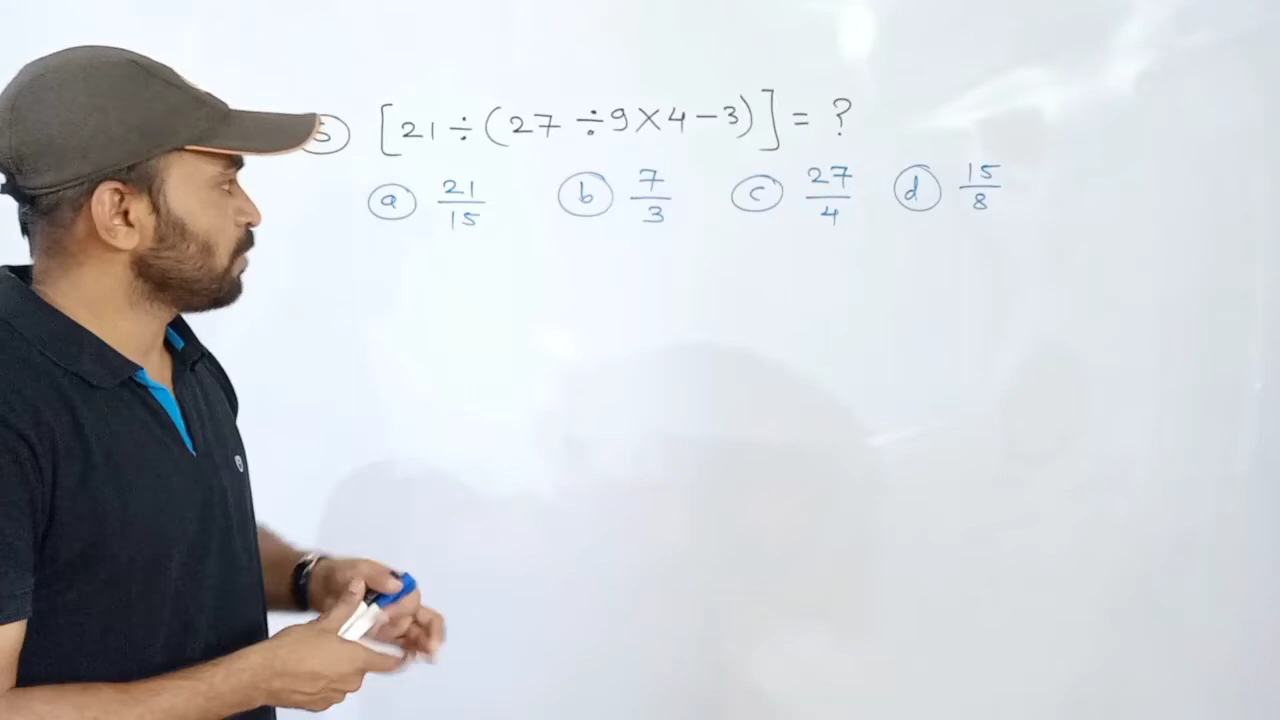 [21 ÷ (27 ÷ 9 × 4 − 3)] = ?
(a) 21/15 (b) 7/3 (c) 27/4 (d) 15/8